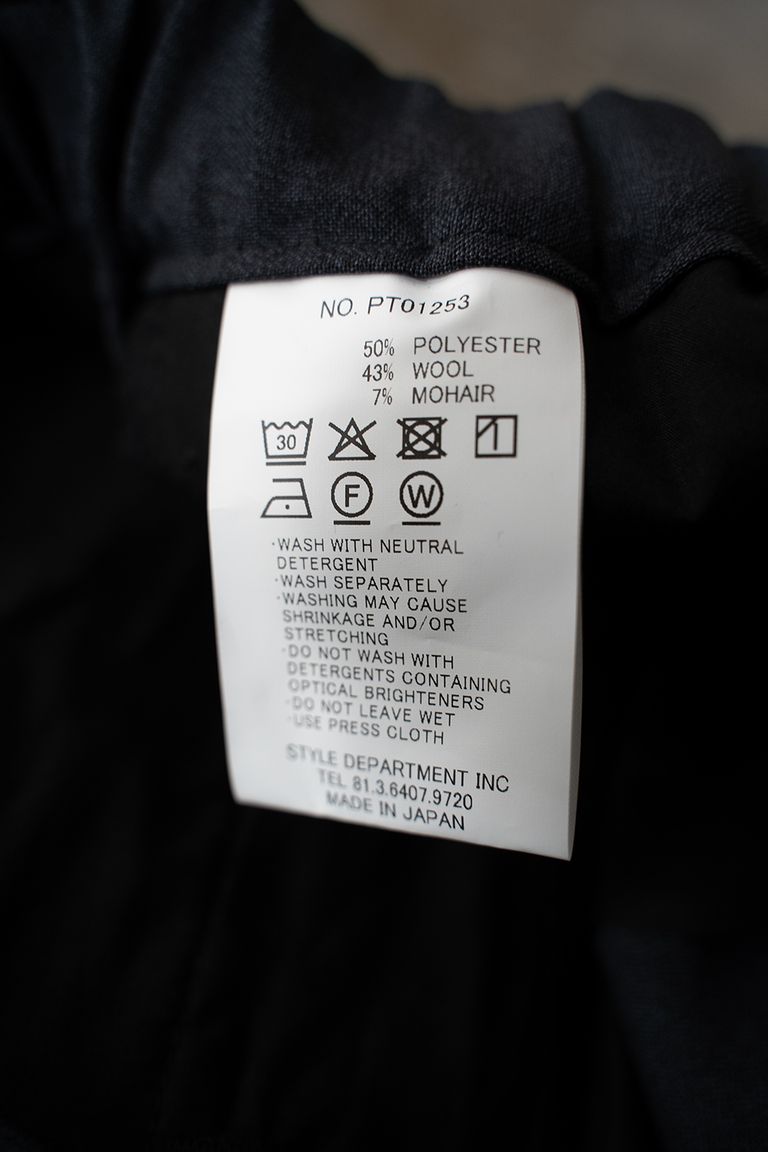 NO. PT01253
50% POLYESTER
43% WOOL
7% MOHAIR
30
F W
·WASH WITH NEUTRAL
DETERGENT
·WASH SEPARATELY
·WASHING MAY CAUSE
SHRINKAGE AND/OR
STRETCHING
·DO NOT WASH WITH
DETERGENTS CONTAINING
OPTICAL BRIGHTENERS
·DO NOT LEAVE WET
·USE PRESS CLOTH
STYLE DEPARTMENT INC
TEL 81.3.6407.9720
MADE IN JAPAN